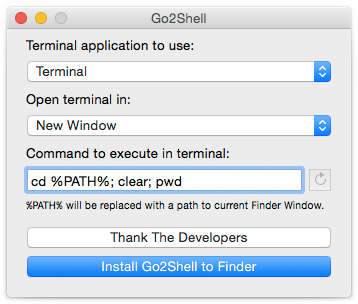 Go2Shell
Terminal application to use:
Terminal
Open terminal in:
New Window
Command to execute in terminal:
cd %PATH%; clear; pwd
%PATH% will be replaced with a path to current Finder Window.
Thank The Developers
Install Go2Shell to Finder